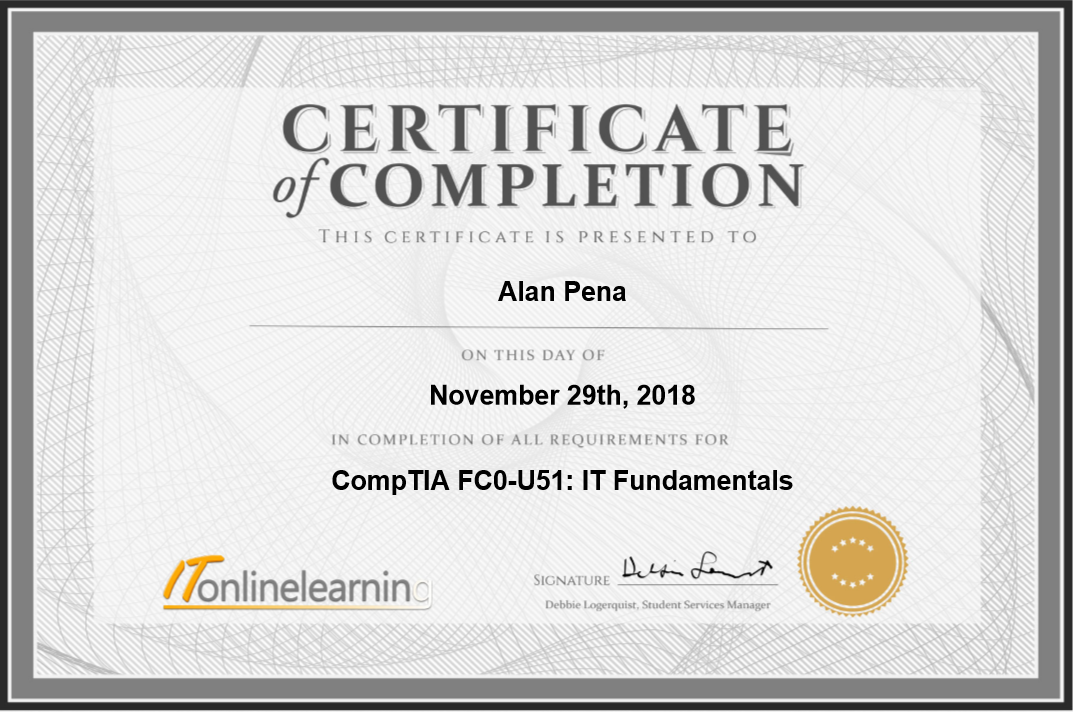 CERTIFICATE
of COMPLETION
THIS CERTIFICATE IS PRESENTED TO
Alan Pena
ON THIS DAY OF
November 29th, 2018
IN COMPLETION OF ALL REQUIREMENTS FOR
CompTIA FC0-U51: IT Fundamentals
ITonlinelearning
SIGNATURE
Debbie Logerquist, Student Services Manager